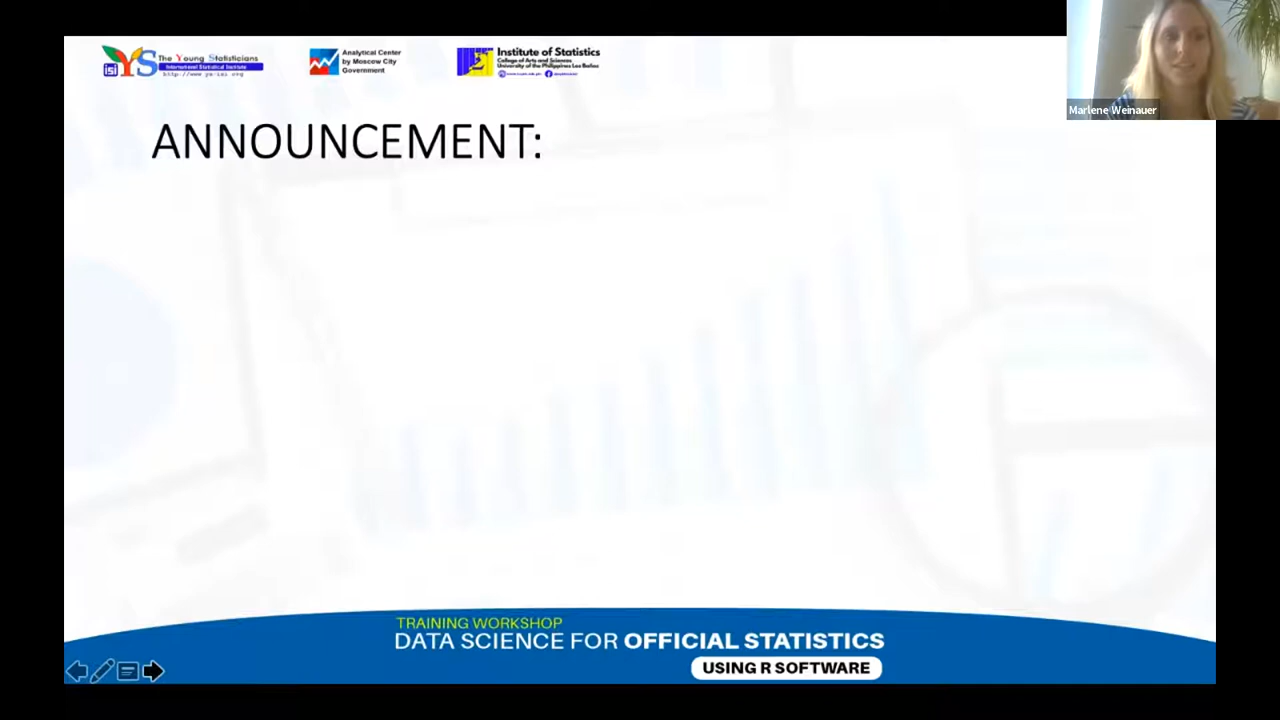 The Young Statisticians
International Statistical Institute
http://www.ys-isi.org
isi
YS
Analytical Center
by Moscow City
Government
Institute of Statistics
College of Arts and Sciences
University of the Philippines Los Baños
Marlene Weinauer
ANNOUNCEMENT:
TRAINING WORKSHOP
DATA SCIENCE FOR OFFICIAL STATISTICS
USING R SOFTWARE